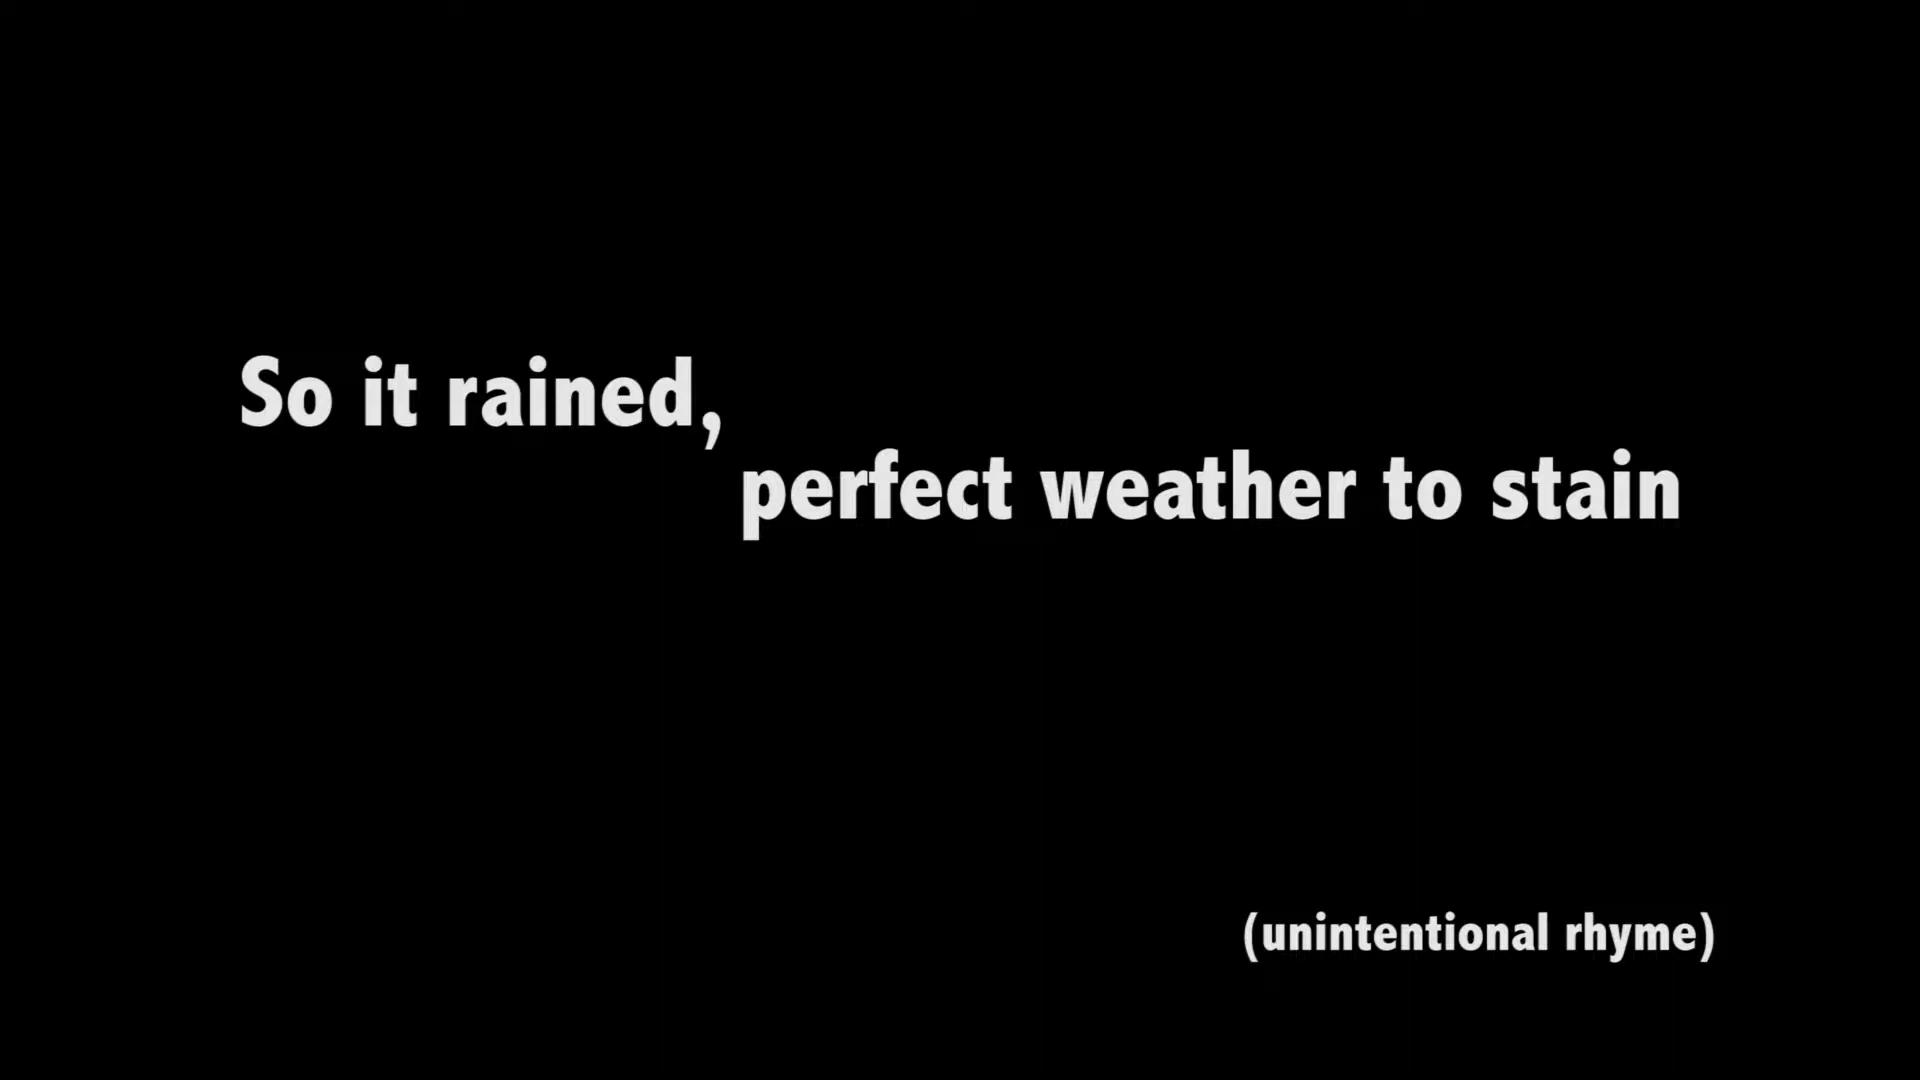 So it rained,
perfect weather to stain
(unintentional rhyme)